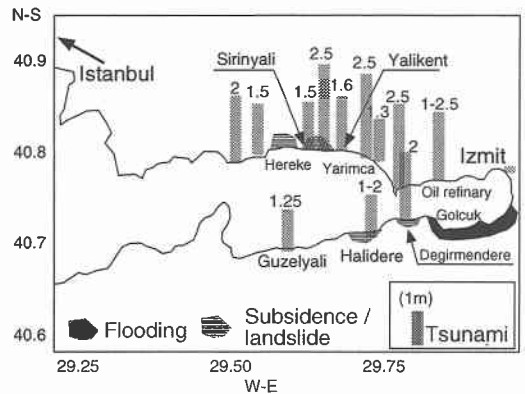 N-S
40.9
40.8
40.7
40.6
Istanbul
Sirinyali
2.5
Yalikent
2
1.5
1.5
1.6
2.5
1.3
2.5
1-2.5
2
Izmit
Hereke
Yarimca
Oil refinary
1.25
1-2
Golcuk
Guzelyali
Halidere
Degirmendere
(1m)
Tsunami
Flooding
Subsidence /
landslide
29.25
29.50
29.75
W-E